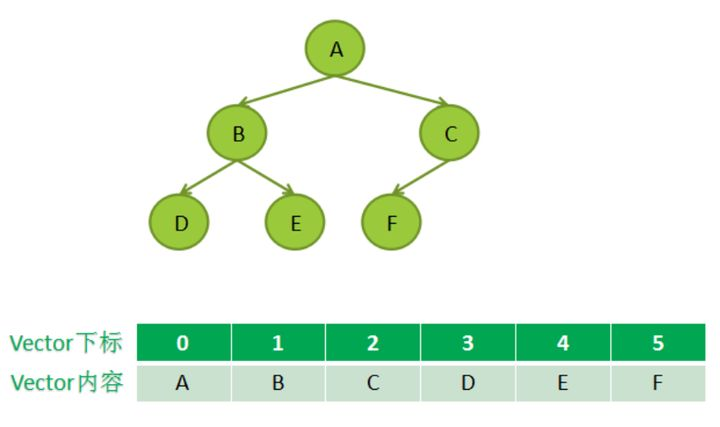 A
B C
D E F
Vector下标 0 1 2 3 4 5
Vector内容 A B C D E F